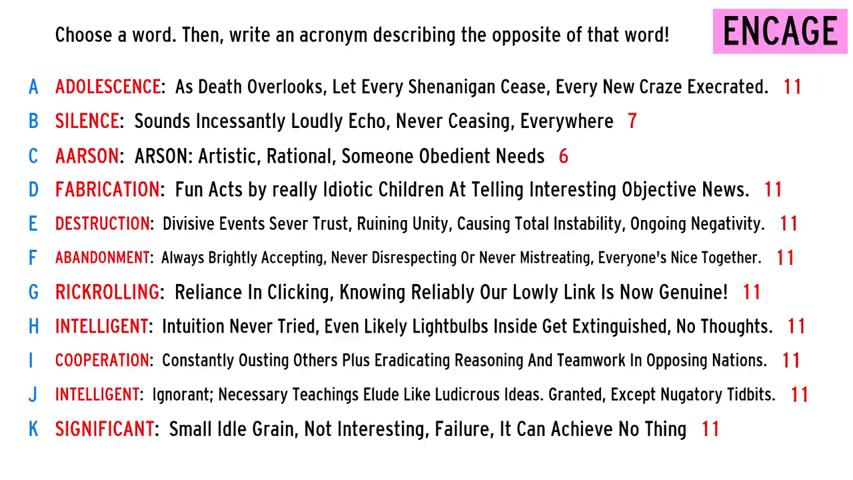 Choose a word. Then, write an acronym describing the opposite of that word!
ENCAGE
A ADOLESCENCE: As Death Overlooks, Let Every Shenanigan Cease, Every New Craze Execrated. 11
B SILENCE: Sounds Incessantly Loudly Echo, Never Ceasing, Everywhere 7
C AARSON: ARSON: Artistic, Rational, Someone Obedient Needs 6
D FABRICATION: Fun Acts by really Idiotic Children At Telling Interesting Objective News. 11
E DESTRUCTION: Divisive Events Sever Trust, Ruining Unity, Causing Total Instability, Ongoing Negativity. 11
F ABANDONMENT: Always Brightly Accepting, Never Disrespecting Or Never Mistreating, Everyone's Nice Together. 11
G RICKROLLING: Reliance In Clicking, Knowing Reliably Our Lowly Link Is Now Genuine! 11
H INTELLIGENT: Intuition Never Tried, Even Likely Lightbulbs Inside Get Extinguished, No Thoughts. 11
I COOPERATION: Constantly Ousting Others Plus Eradicating Reasoning And Teamwork In Opposing Nations. 11
J INTELLIGENT: Ignorant; Necessary Teachings Elude Like Ludicrous Ideas. Granted, Except Nugatory Tidbits. 11
K SIGNIFICANT: Small Idle Grain, Not Interesting, Failure, It Can Achieve No Thing 11